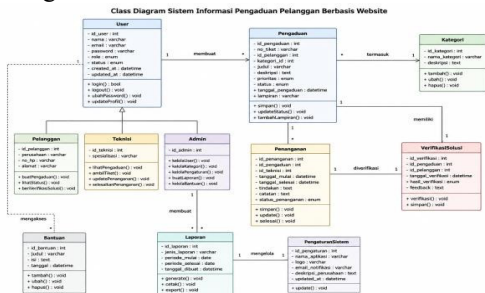 Class Diagram Sistem Informasi Pengaduan Pelanggan Berbasis Website
User
- id_user : int
- nama : varchar
- email : varchar
- password : varchar
- role : enum
- status : enum
- created_at : datetime
- updated_at : datetime
+ login() : bool
+ logout() : void
+ ubahPassword() : void
+ updateProfil() : void
1
membuat
*
Pengaduan
- id_pengaduan : int
- no_tiket : varchar
- kategori_id : int
- judul : varchar
- deskripsi : text
- prioritas : enum
- status : enum
- tanggal_pengaduan : datetime
- lampiran : varchar
+ simpan() : void
+ updateStatus() : void
+ tambahLampiran() : void
*
termasuk
1
Kategori
- id_kategori : int
- nama_kategori : varchar
- deskripsi : text
+ tambah() : void
+ ubah() : void
+ hapus() : void
1
memiliki
Pelanggan
- id_pelanggan : int
- perusahaan : varchar
- no_hp : varchar
- alamat : varchar
+ buatPengaduan() : void
+ lihatStatus() : void
Teknisi
- id_teknisi : int
- spesialisasi : varchar
+ lihatPengaduan() : void
+ ambilTiket() : void
+ updatePenanganan() : void
Admin
- id_admin : int
+ kelolaUser() : void
+ kelolaKategori() : void
+ kelolaPengaturan() : void
+ buatLaporan() : void
+ kelolaBantuan() : void
Penanganan
- id_penanganan : int
- id_pengaduan : int
- id_teknisi : int
- tanggal_mulai : datetime
- tanggal_selesai : datetime
- tindakan : text
- catatan : text
- status_penanganan : enum
+ simpan() : void
+ update() : void
+ selesai() : void
1
diverifikasi
1
VerifikasiSolusi
- id_verifikasi : int
- id_pengaduan : int
- id_pelanggan : int
- tanggal_verifikasi : datetime
- hasil_verifikasi : enum
- feedback : text
+ verifikasi() : void
+ simpan() : void
mengakses
*
Bantuan
- id_bantuan : int
- judul : varchar
- isi : text
- tanggal : datetime
+ tambah() : void
+ ubah() : void
+ hapus() : void
1
membuat
*
Laporan
- id_laporan : int
- jenis_laporan : varchar
- periode_mulai : date
- periode_selesai : date
- tanggal_dibuat : datetime
+ generate() : void
+ cetak() : void
+ export() : void
1
mengelola
1
PengaturanSistem
- id_pengaturan : int
- nama_aplikasi : varchar
- logo : varchar
- email_notifikasi : varchar
- updated_at : datetime
+ update() : void